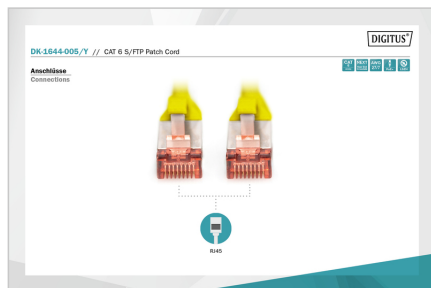 DIGITUS®
DK-1644-005/Y // CAT 6 S/FTP Patch Cord
Anschlüsse
Connections
RJ45